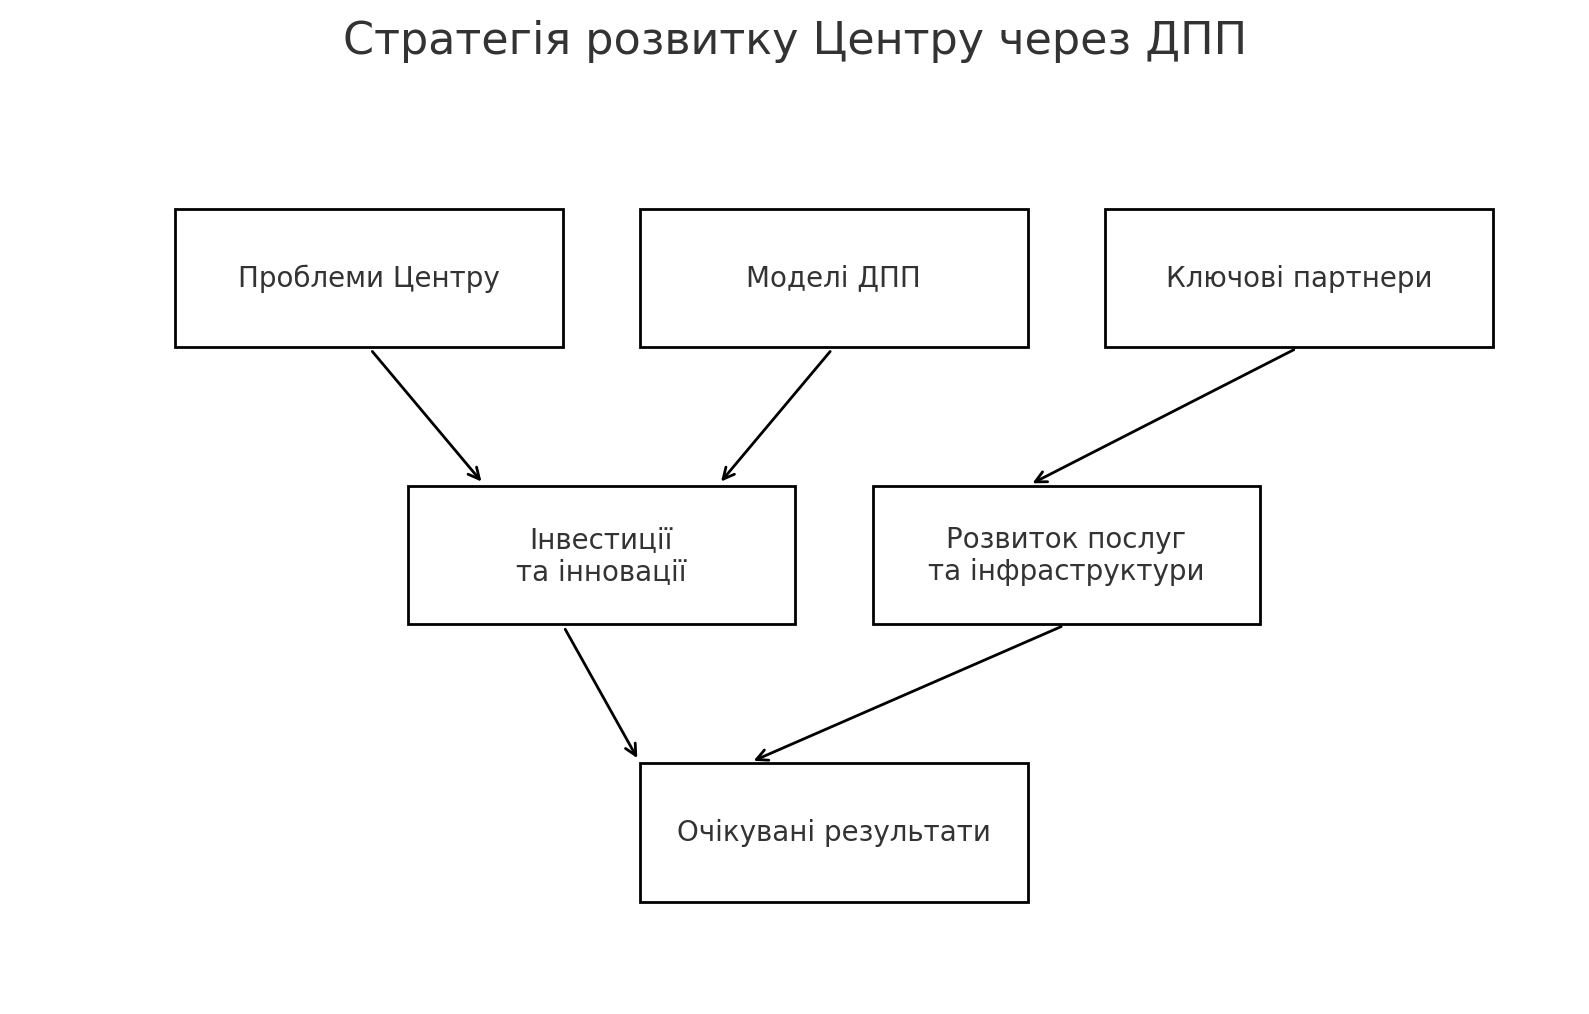 Стратегія розвитку Центру через ДПП
Проблеми Центру
Моделі ДПП
Ключові партнери
Інвестиції
та інновації
Розвиток послуг
та інфраструктури
Очікувані результати